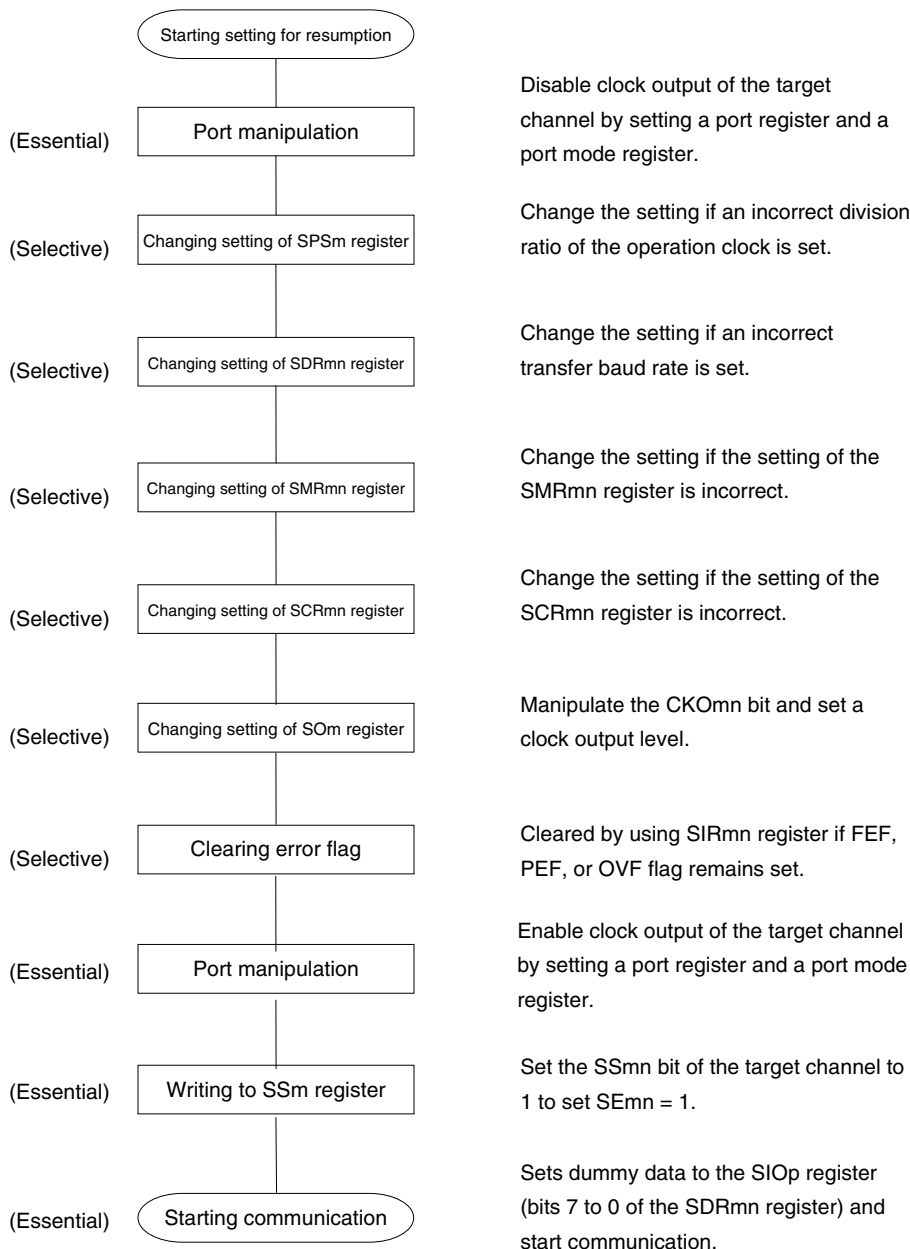 Starting setting for resumption
(Essential)
Port manipulation
Disable clock output of the target
channel by setting a port register and a
port mode register.
(Selective)
Changing setting of SPSm register
Change the setting if an incorrect division
ratio of the operation clock is set.
(Selective)
Changing setting of SDRmn register
Change the setting if an incorrect
transfer baud rate is set.
(Selective)
Changing setting of SMRmn register
Change the setting if the setting of the
SMRmn register is incorrect.
(Selective)
Changing setting of SCRmn register
Change the setting if the setting of the
SCRmn register is incorrect.
(Selective)
Changing setting of SOm register
Manipulate the CKOmn bit and set a
clock output level.
(Selective)
Clearing error flag
Cleared by using SIRmn register if FEF,
PEF, or OVF flag remains set.
(Essential)
Port manipulation
Enable clock output of the target channel
by setting a port register and a port mode
register.
(Essential)
Writing to SSm register
Set the SSmn bit of the target channel to
1 to set SEmn = 1.
(Essential)
Starting communication
Sets dummy data to the SIOp register
(bits 7 to 0 of the SDRmn register) and
start communication.